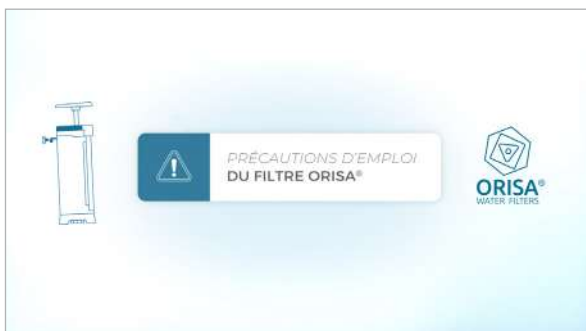 PRÉCAUTIONS D'EMPLOI
DU FILTRE ORISA®
ORISA®
WATER FILTERS